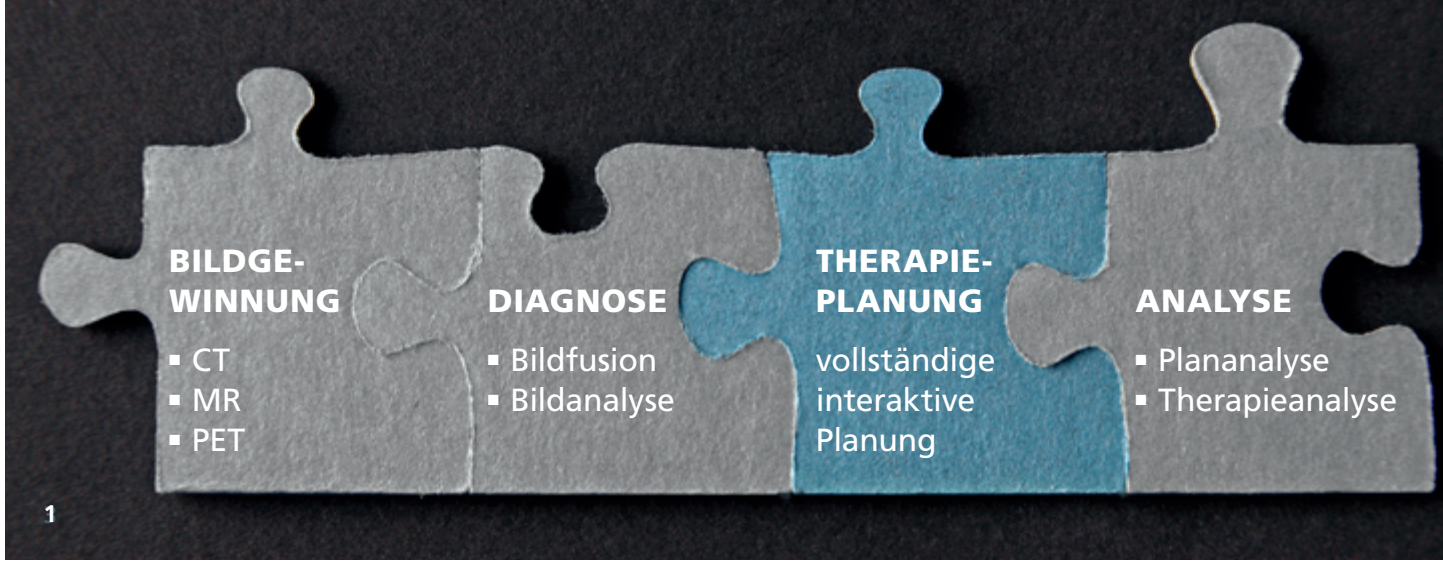 BILDGE-
WINNUNG
▪ CT
▪ MR
▪ PET
DIAGNOSE
▪ Bildfusion
▪ Bildanalyse
THERAPIE-
PLANUNG
vollständige
interaktive
Planung
ANALYSE
▪ Plananalyse
▪ Therapieanalyse
1